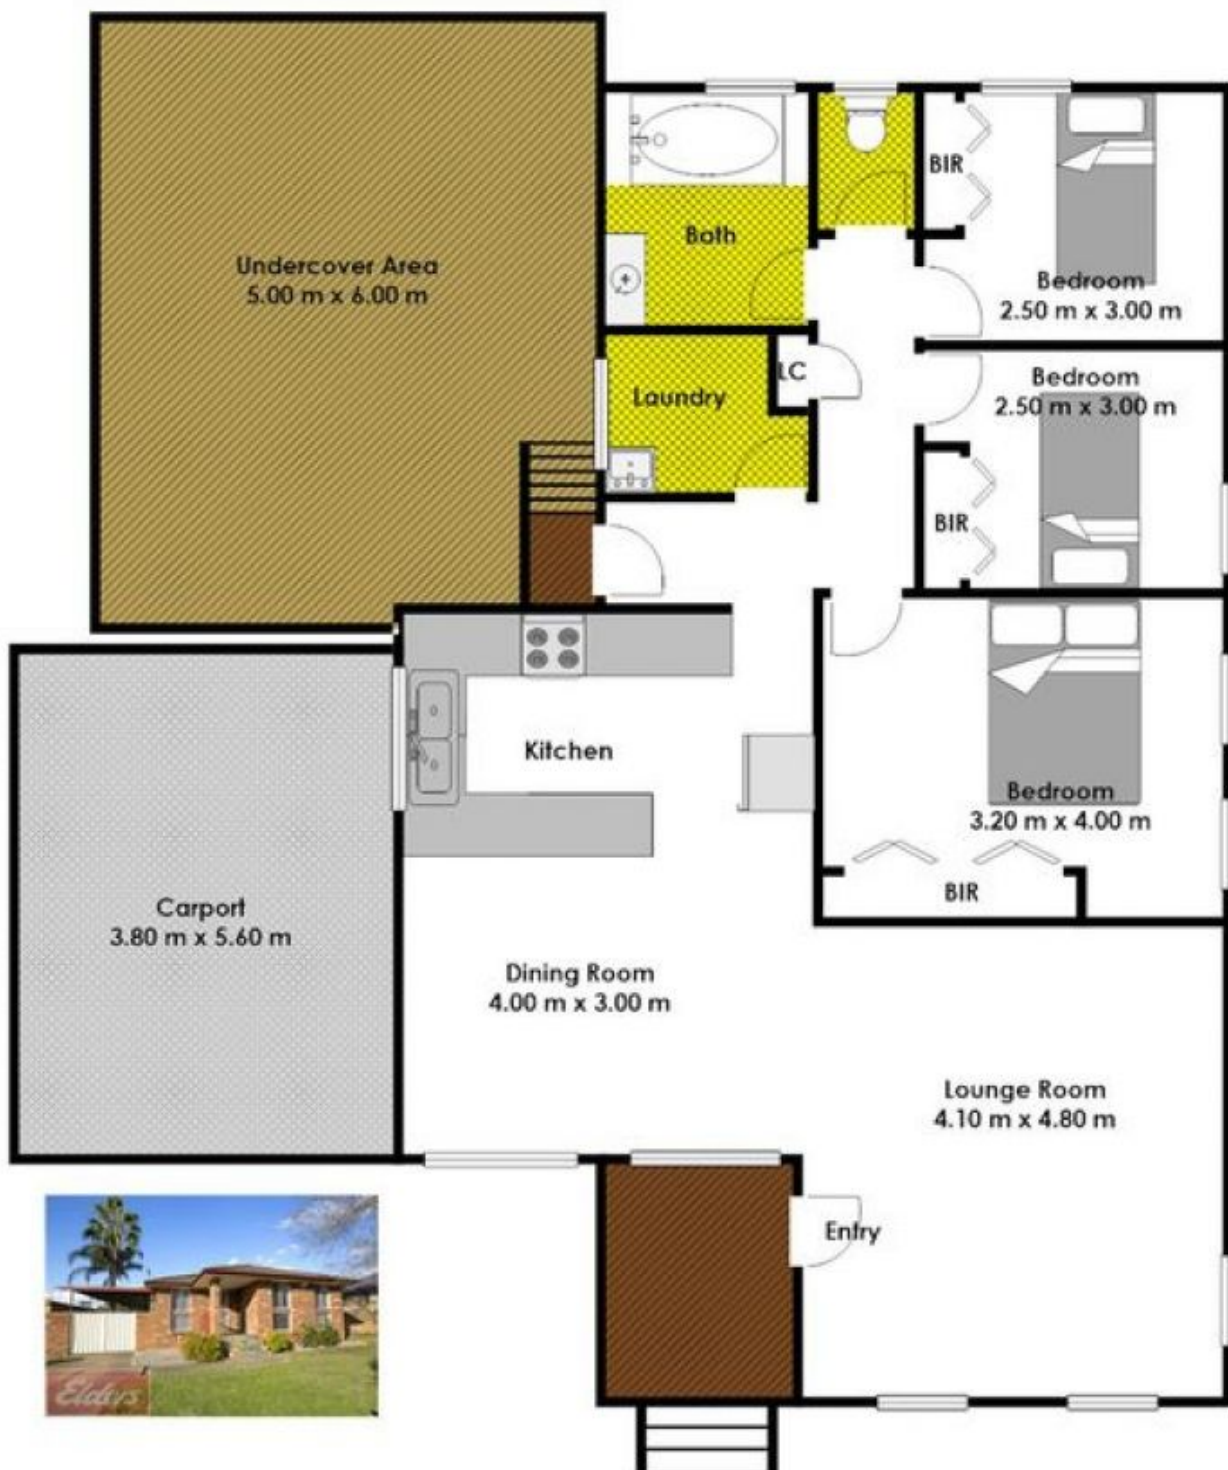 Undercover Area
5.00 m x 6.00 m
Bath
BIR
Bedroom
2.50 m x 3.00 m
Laundry
LC
Bedroom
2.50 m x 3.00 m
BIR
Kitchen
Bedroom
3.20 m x 4.00 m
BIR
Carport
3.80 m x 5.60 m
Dining Room
4.00 m x 3.00 m
Lounge Room
4.10 m x 4.80 m
Entry
Elders